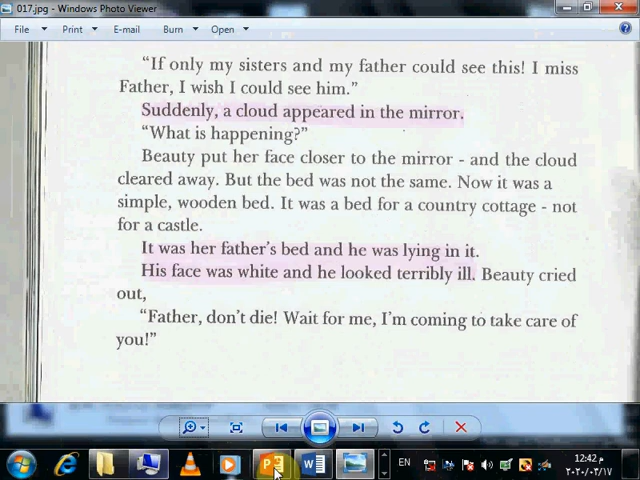 017.jpg - Windows Photo Viewer
File Print E-mail Burn Open
“If only my sisters and my father could see this! I miss
Father, I wish I could see him.”
Suddenly, a cloud appeared in the mirror.
“What is happening?”
Beauty put her face closer to the mirror - and the cloud
cleared away. But the bed was not the same. Now it was a
simple, wooden bed. It was a bed for a country cottage - not
for a castle.
It was her father’s bed and he was lying in it.
His face was white and he looked terribly ill. Beauty cried
out,
“Father, don’t die! Wait for me, I’m coming to take care of
you!”
EN
12:42 م
٢٠٢٠/٠٣/١٧